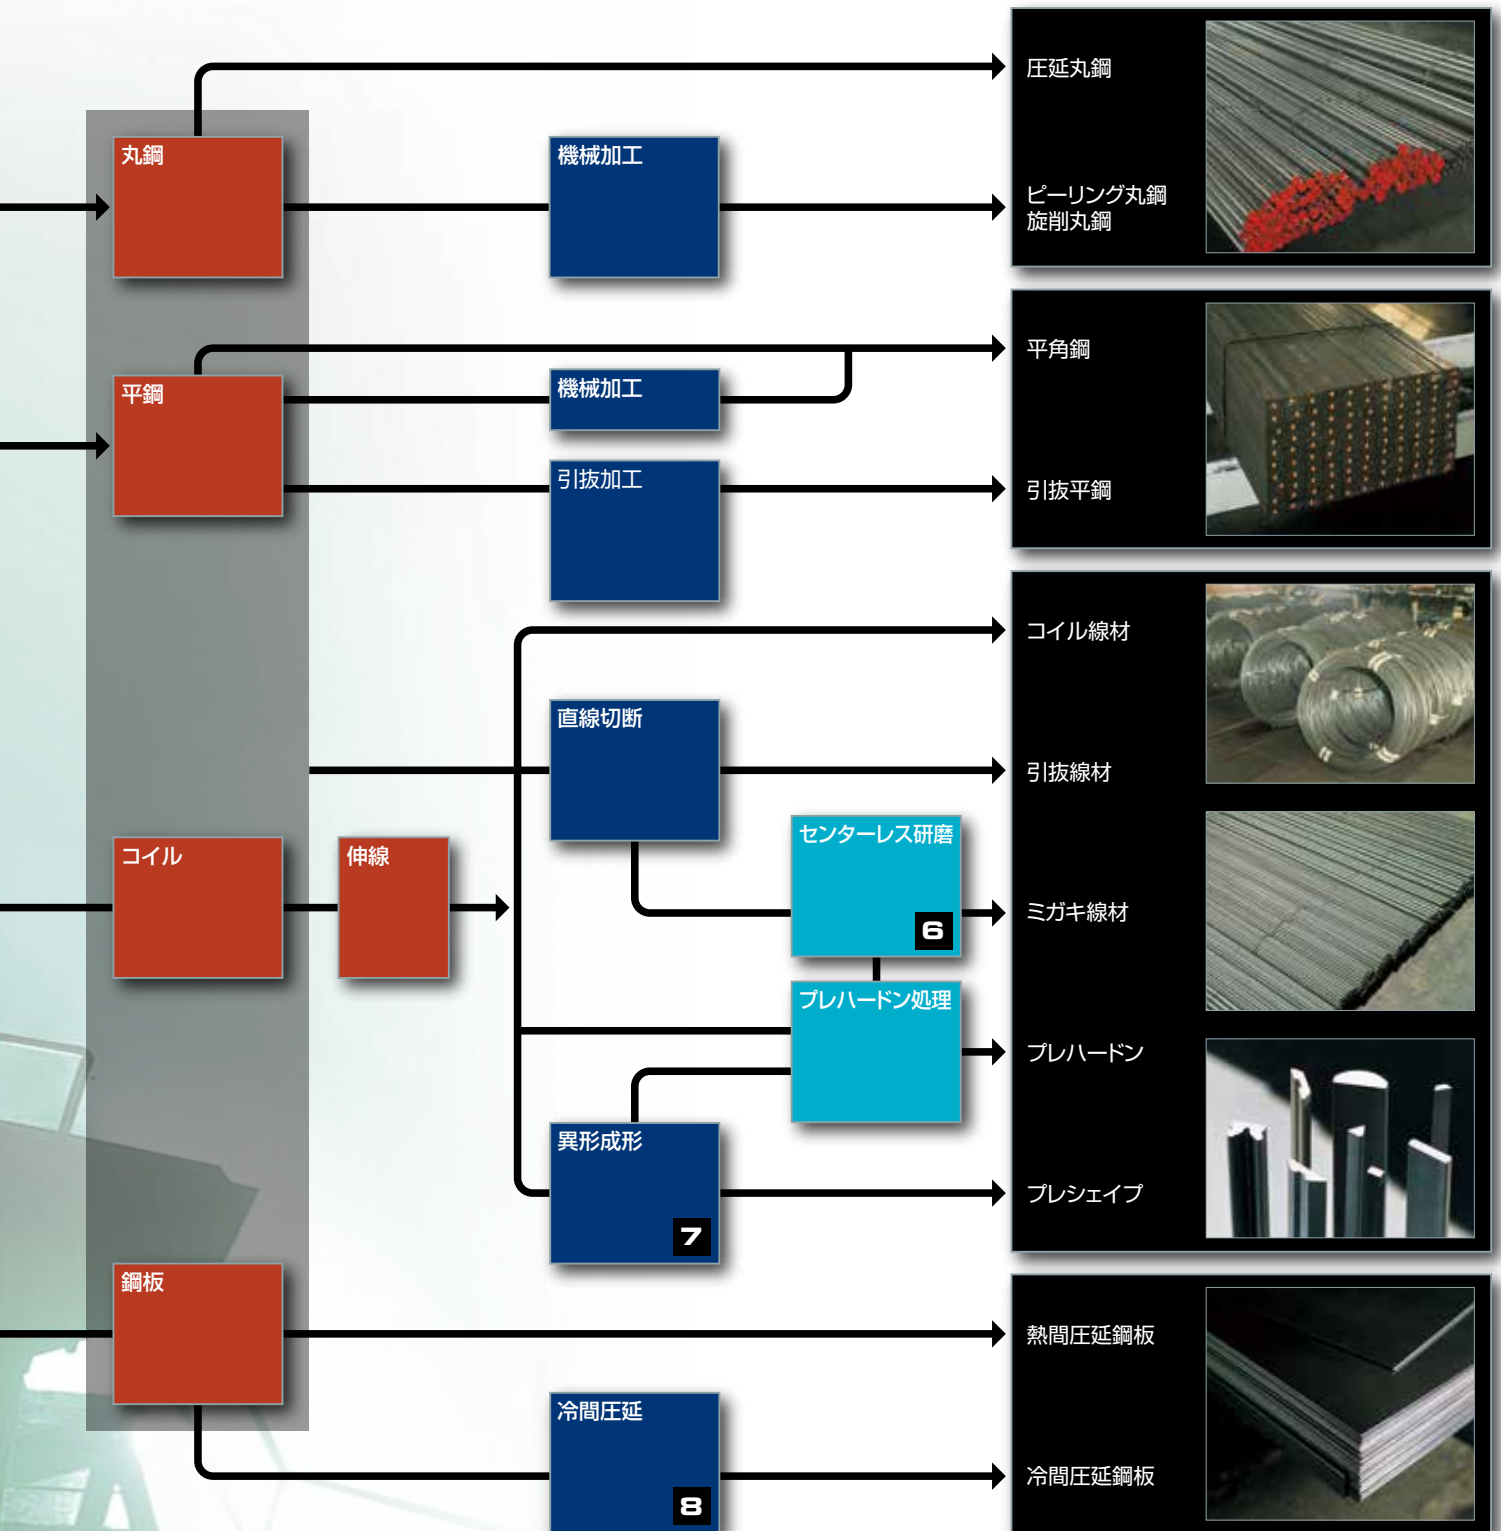 圧延丸鋼
丸鋼
機械加工
ピーリング丸鋼
旋削丸鋼
平角鋼
平鋼
機械加工
引抜加工
引抜平鋼
コイル線材
直線切断
引抜線材
センターレス研磨
6
コイル
伸線
ミガキ線材
プレハードン処理
プレハードン
異形成形
7
プレシェイプ
鋼板
熱間圧延鋼板
冷間圧延
8
冷間圧延鋼板